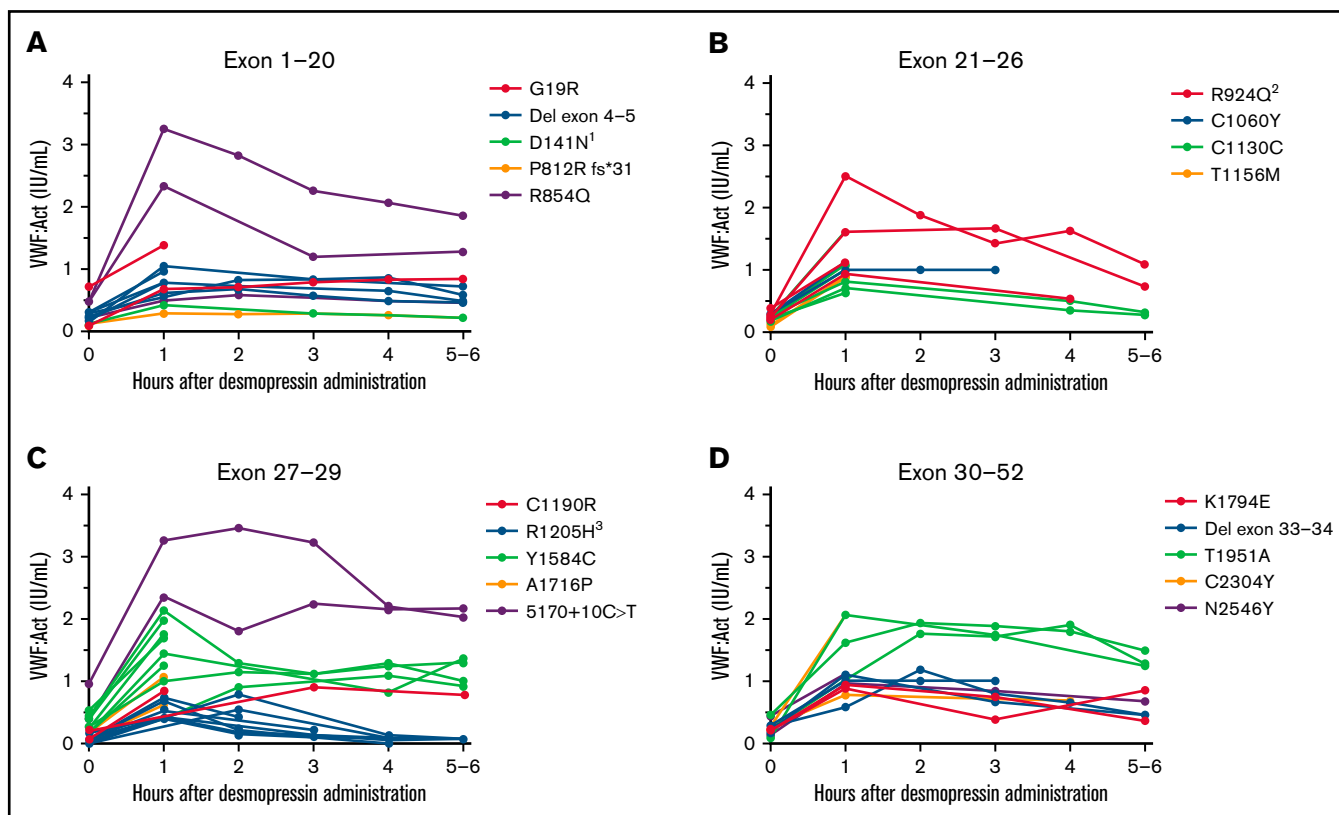 A
Exon 1–20
VWF:Act (IU/mL)
4
3
2
1
0
0 1 2 3 4 5–6
Hours after desmopressin administration
G19R
Del exon 4–5
D141N¹
P812R fs*31
R854Q
B
Exon 21–26
VWF:Act (IU/mL)
4
3
2
1
0
0 1 2 3 4 5–6
Hours after desmopressin administration
R924Q²
C1060Y
C1130C
T1156M
C
Exon 27–29
VWF:Act (IU/mL)
4
3
2
1
0
0 1 2 3 4 5–6
Hours after desmopressin administration
C1190R
R1205H³
Y1584C
A1716P
5170+10C>T
D
Exon 30–52
VWF:Act (IU/mL)
4
3
2
1
0
0 1 2 3 4 5–6
Hours after desmopressin administration
K1794E
Del exon 33–34
T1951A
C2304Y
N2546Y